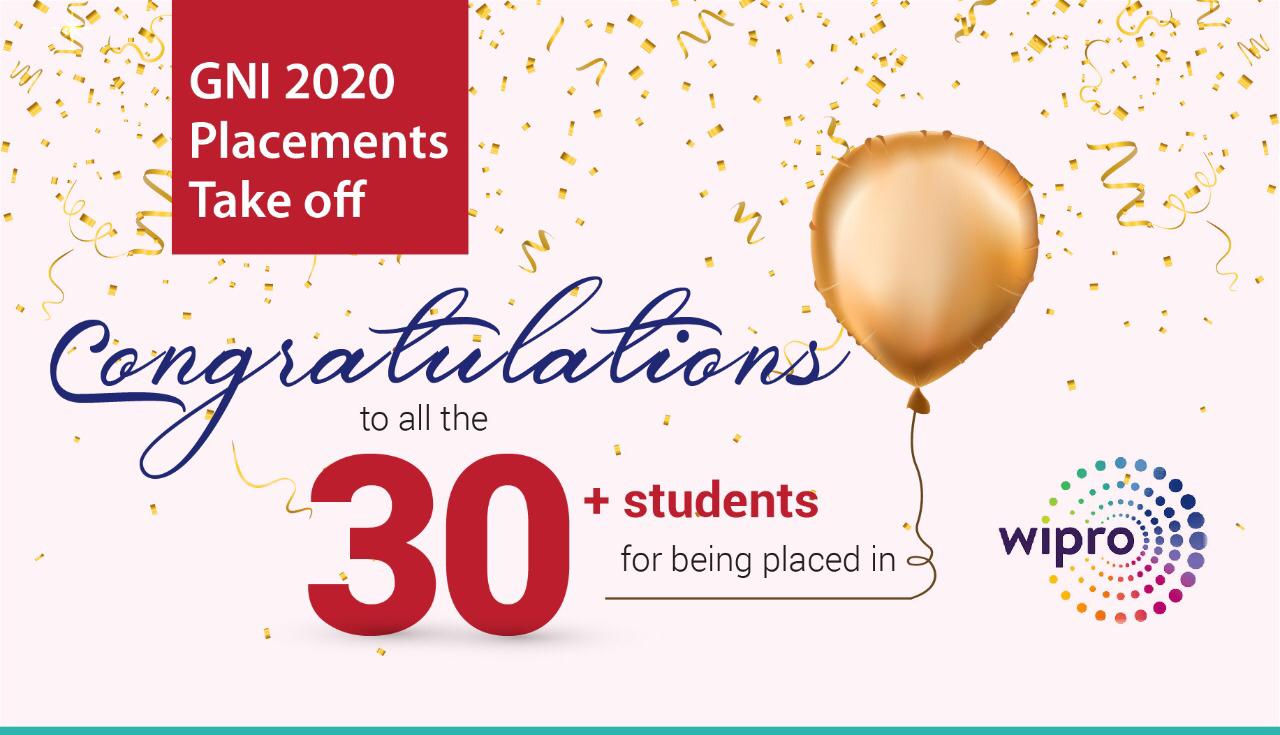 GNI 2020
Placements
Take off
Congratulations
to all the
30
+ students
for being placed in
wipro